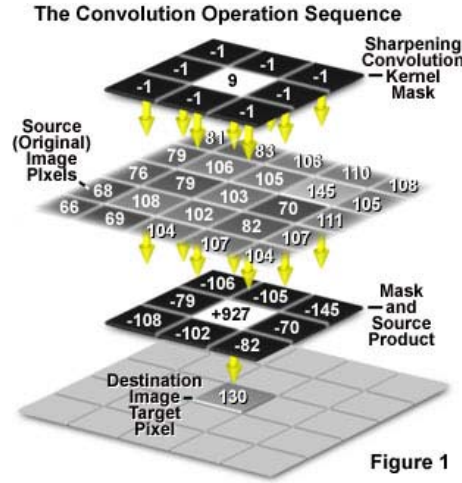 The Convolution Operation Sequence
-1
-1 -1
-1 9 -1
-1 -1
-1
Sharpening
Convolution
Kernel
Mask
Source
(Original)
Image
Pixels
81 83
79 106
76 79 105 110
68 108 103 145 108
66 69 102 70 105
104 82 111
107 107
104
-106
-79 -105
-108 +927 -145
-102 -70
-82
Mask
and
Source
Product
Destination
Image
Target
Pixel
130
Figure 1